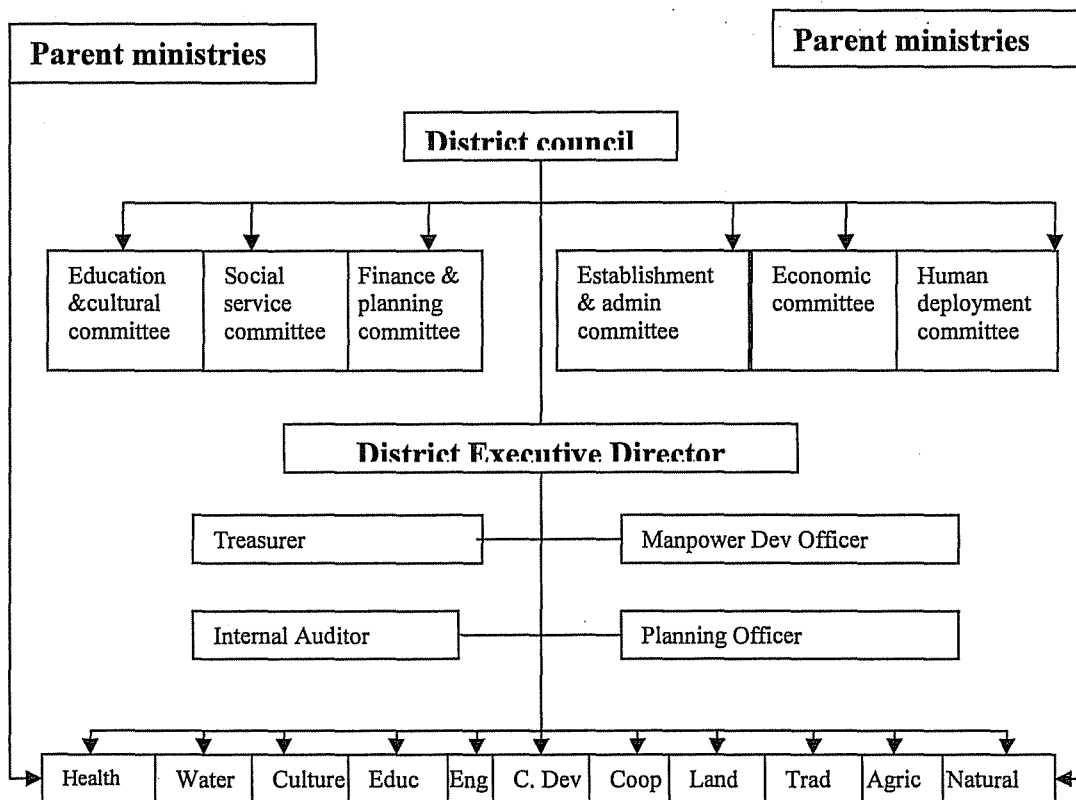 Parent ministries
Parent ministries
District council
Education
&cultural
committee
Social
service
committee
Finance &
planning
committee
Establishment
& admin
committee
Economic
committee
Human
deployment
committee
District Executive Director
Treasurer
Manpower Dev Officer
Internal Auditor
Planning Officer
Health Water Culture Educ Eng C. Dev Coop Land Trad Agric Natural